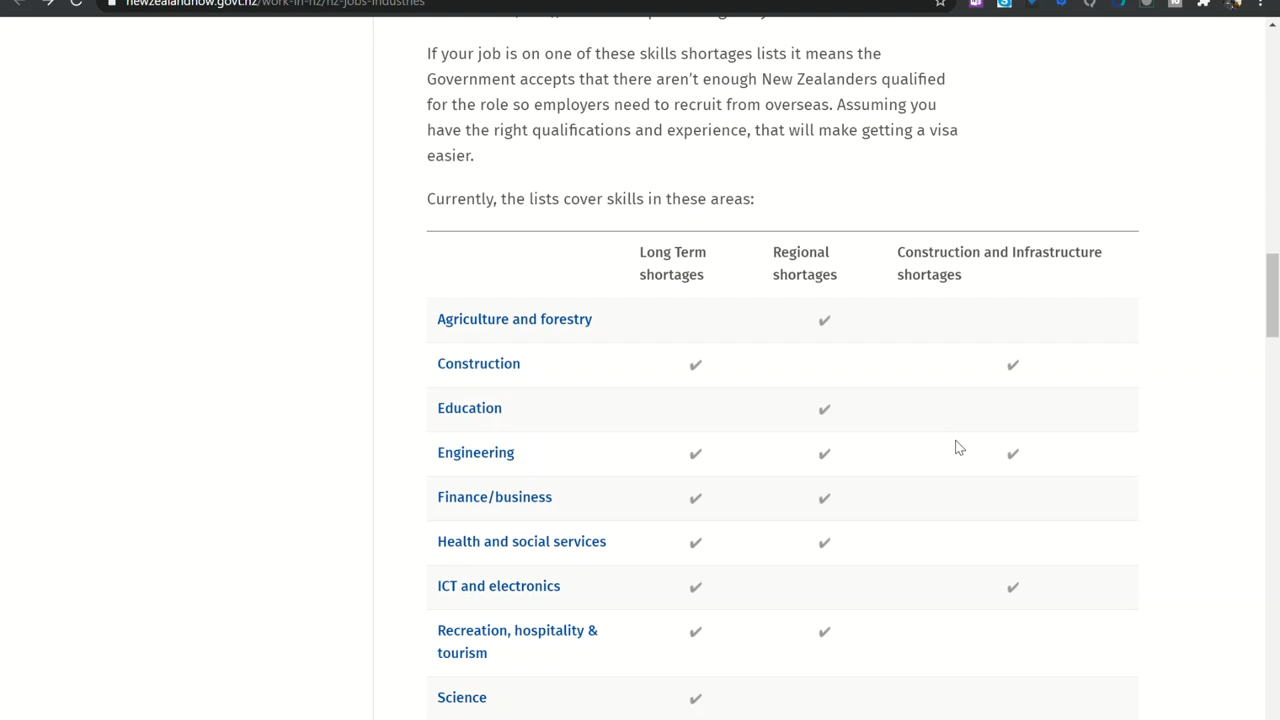 newzealandnow.govt.nz/work-in-nz/nz-jobs-industries
If your job is on one of these skills shortages lists it means the
Government accepts that there aren't enough New Zealanders qualified
for the role so employers need to recruit from overseas. Assuming you
have the right qualifications and experience, that will make getting a visa
easier.
Currently, the lists cover skills in these areas:
Long Term shortages
Regional shortages
Construction and Infrastructure shortages
Agriculture and forestry ✔
Construction ✔ ✔
Education ✔
Engineering ✔ ✔ ✔
Finance/business ✔ ✔
Health and social services ✔ ✔
ICT and electronics ✔ ✔
Recreation, hospitality &
tourism ✔ ✔
Science ✔